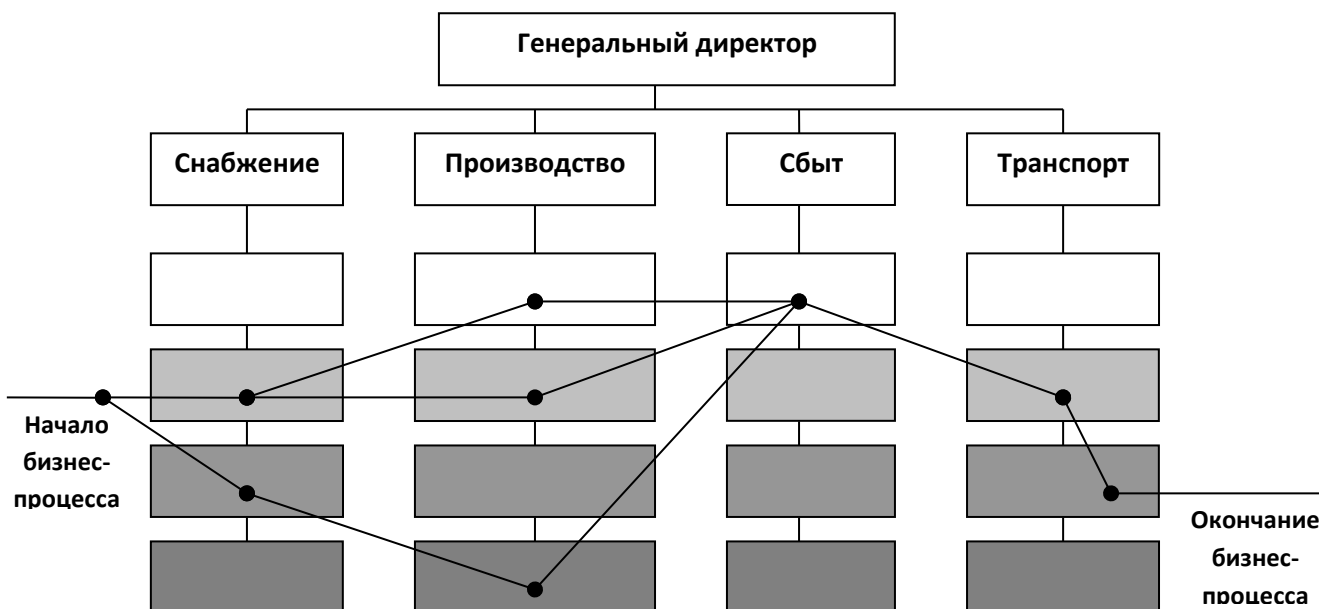 Генеральный директор
Снабжение
Производство
Сбыт
Транспорт
Начало
бизнес-
процесса
Окончание
бизнес-
процесса